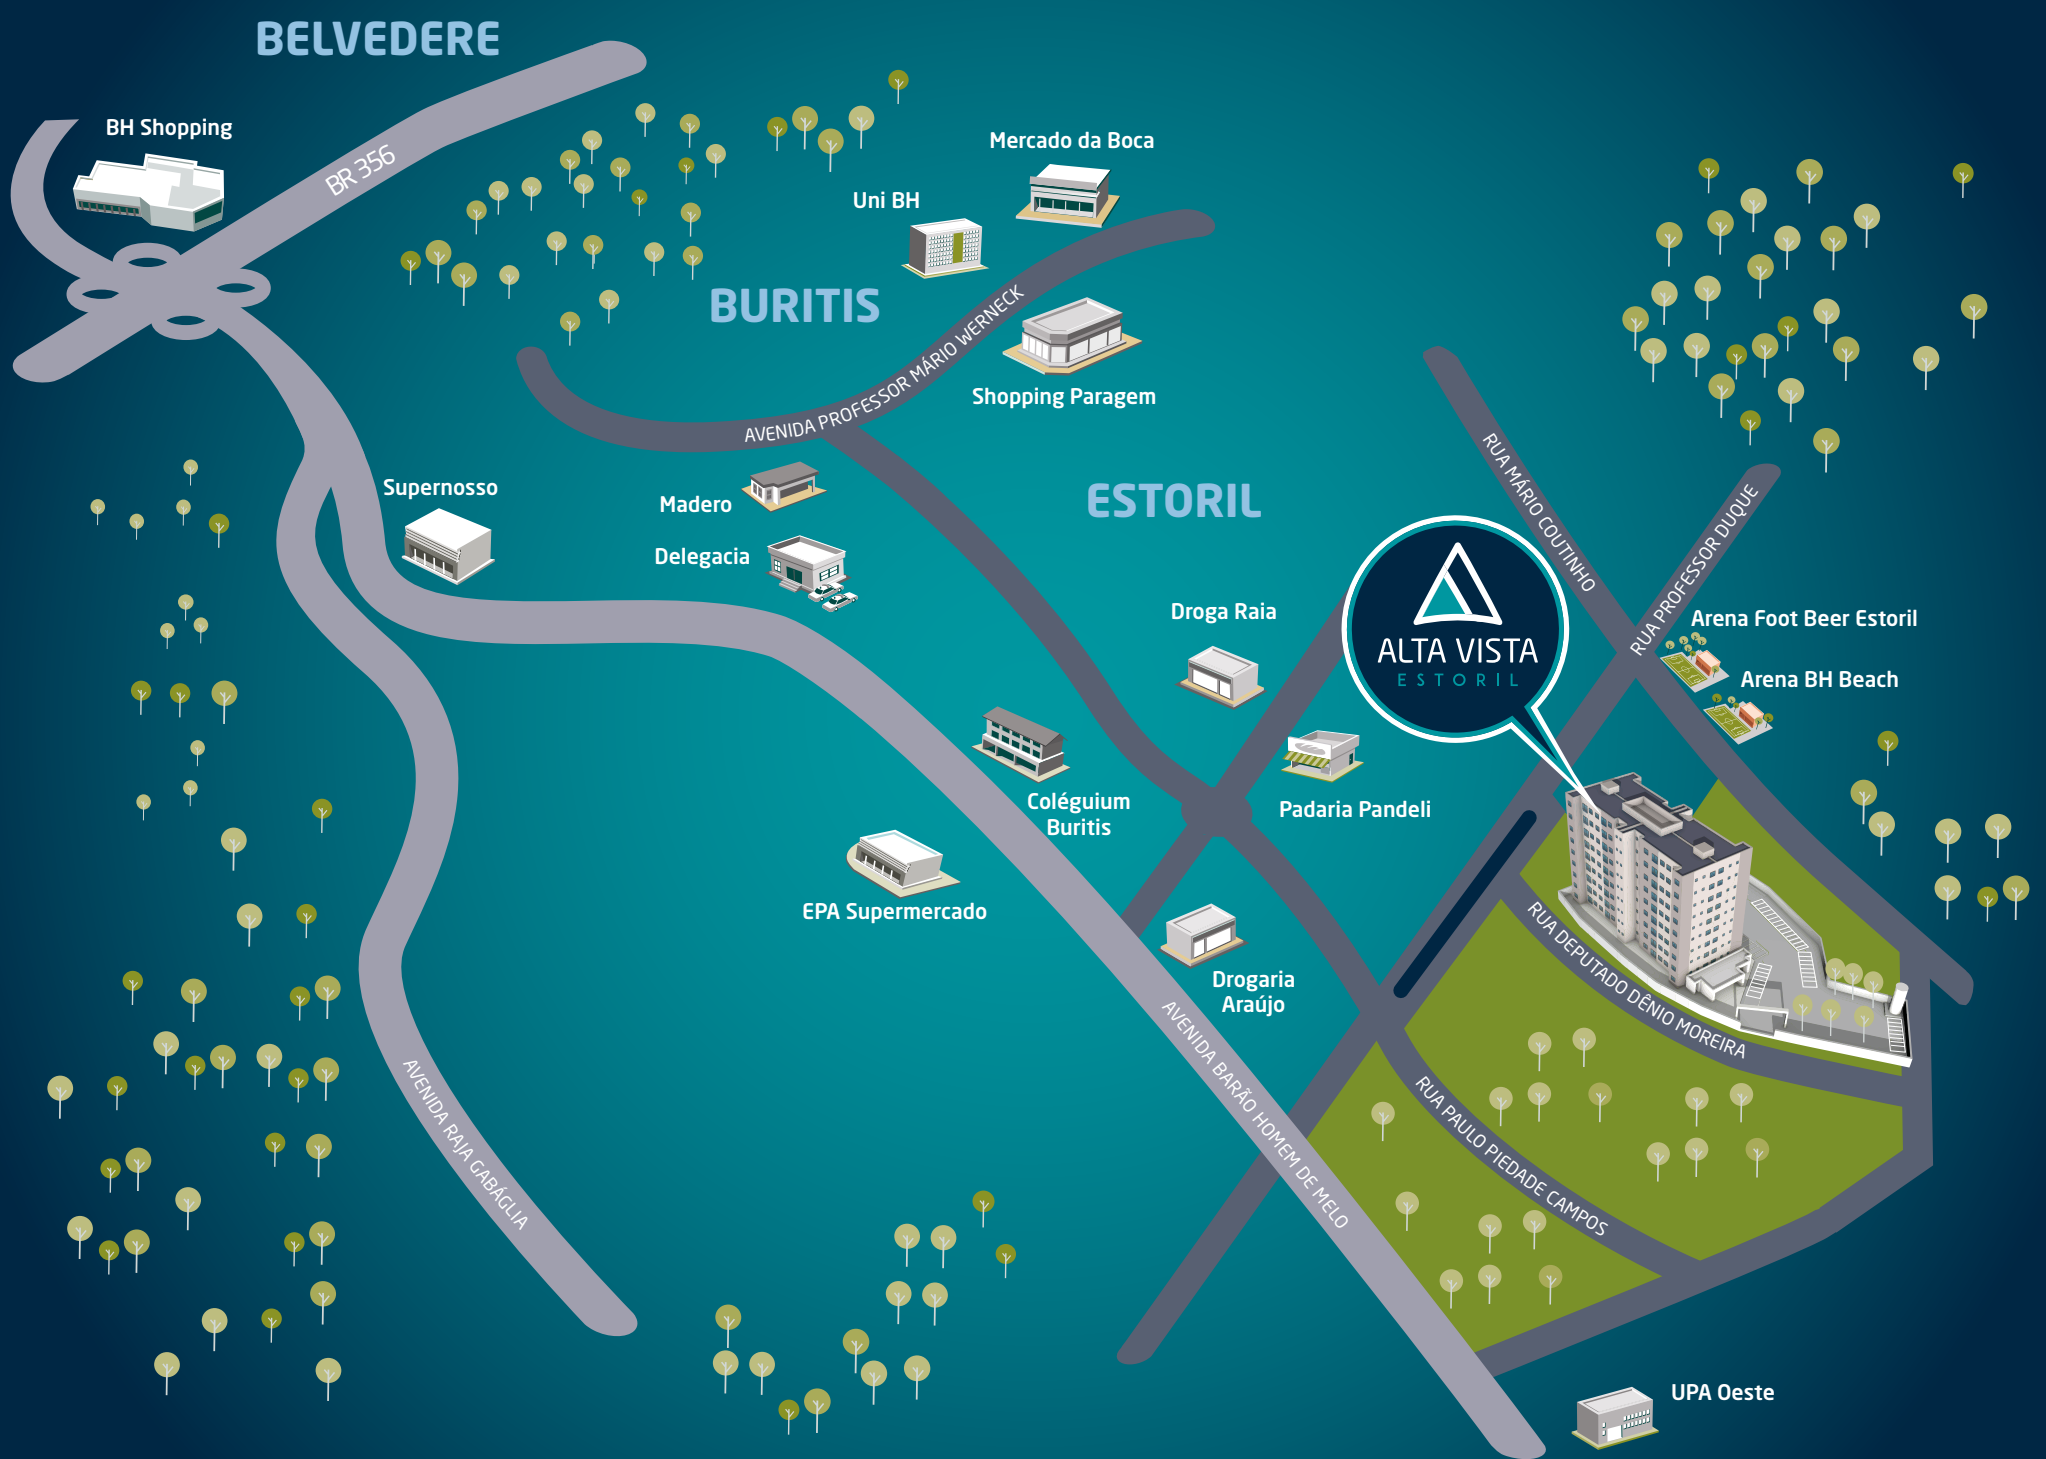 BELVEDERE
BH Shopping
BR 356
Mercado da Boca
Uni BH
BURITIS
AVENIDA PROFESSOR MÁRIO WERNECK
Shopping Paragem
Supernosso
Madero
Delegacia
ESTORIL
RUA MÁRIO COUTINHO
RUA PROFESSOR DUQUE
Droga Raia
ALTA VISTA
ESTORIL
Arena Foot Beer Estoril
Arena BH Beach
Coléguium
Buritis
Padaria Pandeli
EPA Supermercado
Drogaria
Araújo
RUA DEPUTADO DÊNIO MOREIRA
AVENIDA RAJA GABÁGLIA
AVENIDA BARÃO HOMEM DE MELO
RUA PAULO PIEDADE CAMPOS
UPA Oeste